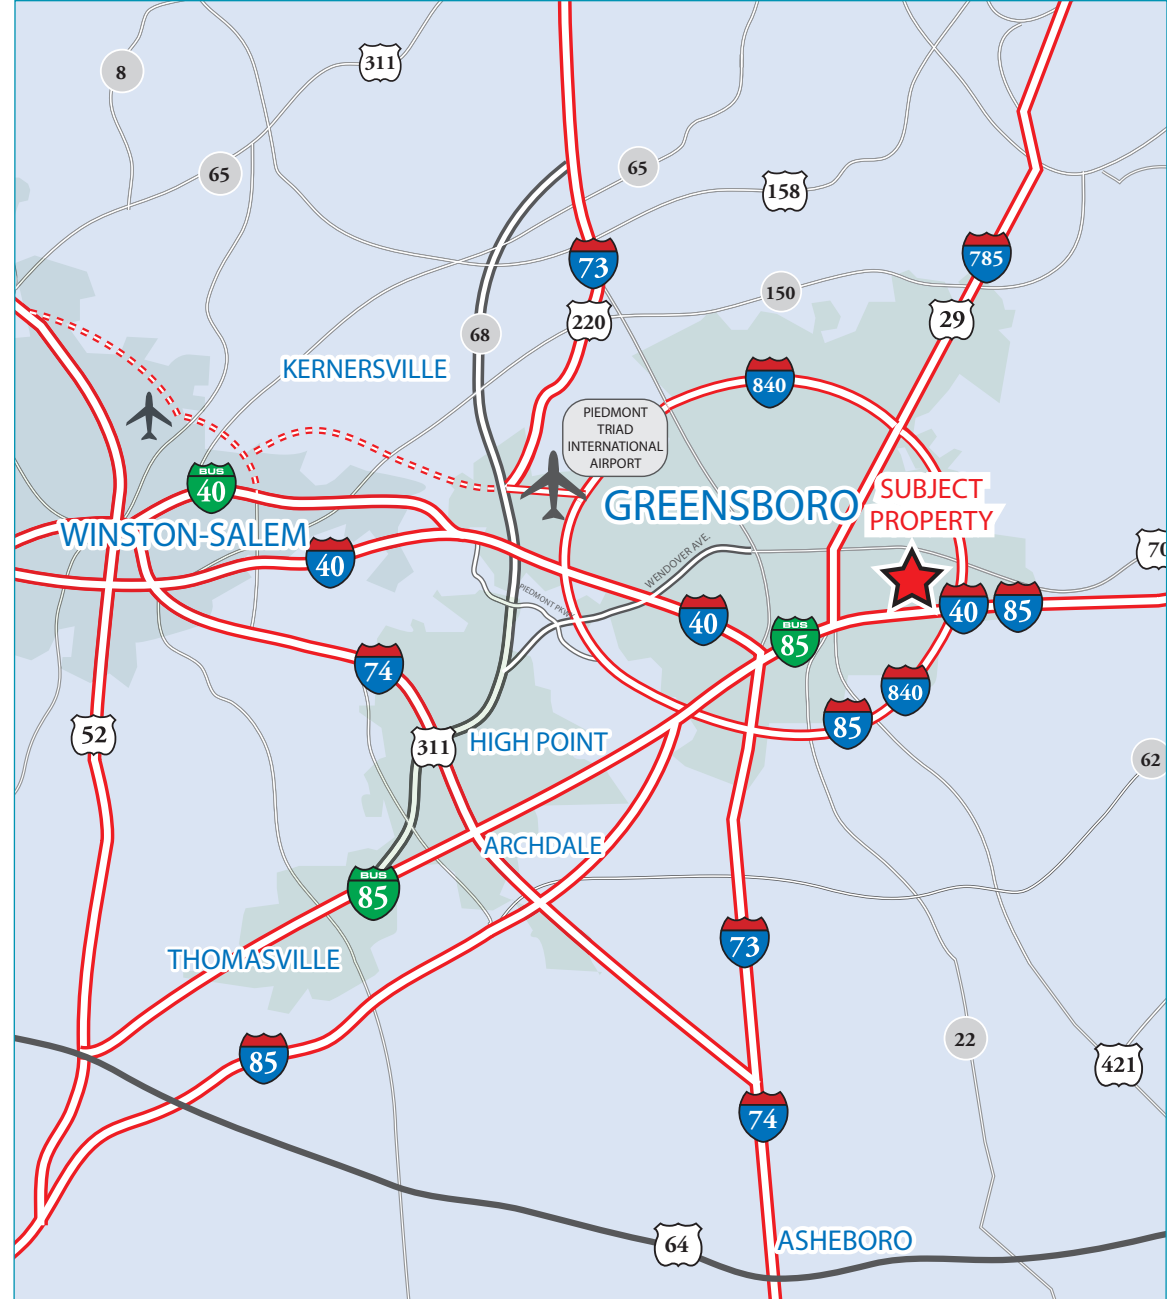 311
8
65
65
158
73
785
150
220
29
68
KERNERSVILLE
840
PIEDMONT
TRIAD
INTERNATIONAL
AIRPORT
BUS
40
GREENSBORO
SUBJECT
PROPERTY
WINSTON-SALEM
40
WENDOVER AVE.
70
PIEDMONT PKWY
40
40
85
BUS
85
74
840
85
52
311
HIGH POINT
62
ARCHDALE
BUS
85
73
THOMASVILLE
85
22
421
74
64
ASHEBORO